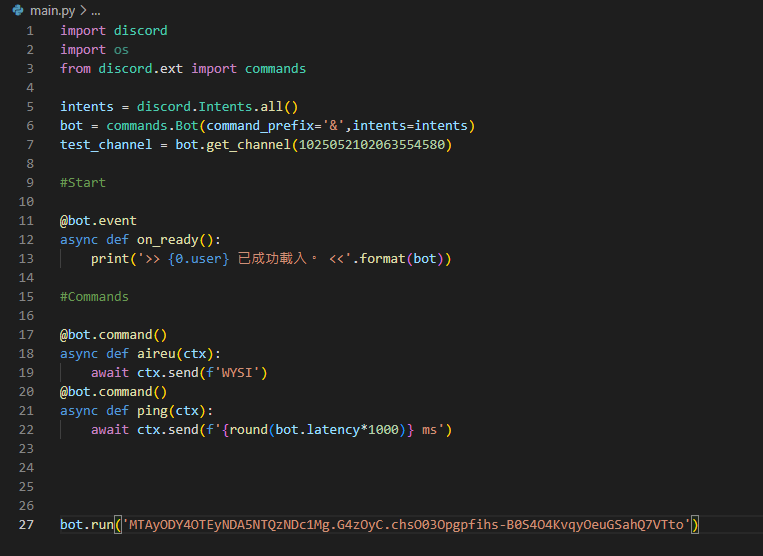 main.py > ...
1 import discord
2 import os
3 from discord.ext import commands
4
5 intents = discord.Intents.all()
6 bot = commands.Bot(command_prefix='&',intents=intents)
7 test_channel = bot.get_channel(1025052102063554580)
8
9 #Start
10
11 @bot.event
12 async def on_ready():
13     print('>> {0.user} 已成功載入。 <<'.format(bot))
14
15 #Commands
16
17 @bot.command()
18 async def aireu(ctx):
19     await ctx.send(f'WYSI')
20 @bot.command()
21 async def ping(ctx):
22     await ctx.send(f'{round(bot.latency*1000)} ms')
23
24
25
26
27 bot.run('MTAyODY4OTEyNDA5NTQzNDc1Mg.G4zOyC.chsO03Opgpfihs-B0S4O4KvqyOeuGSahQ7VTto')